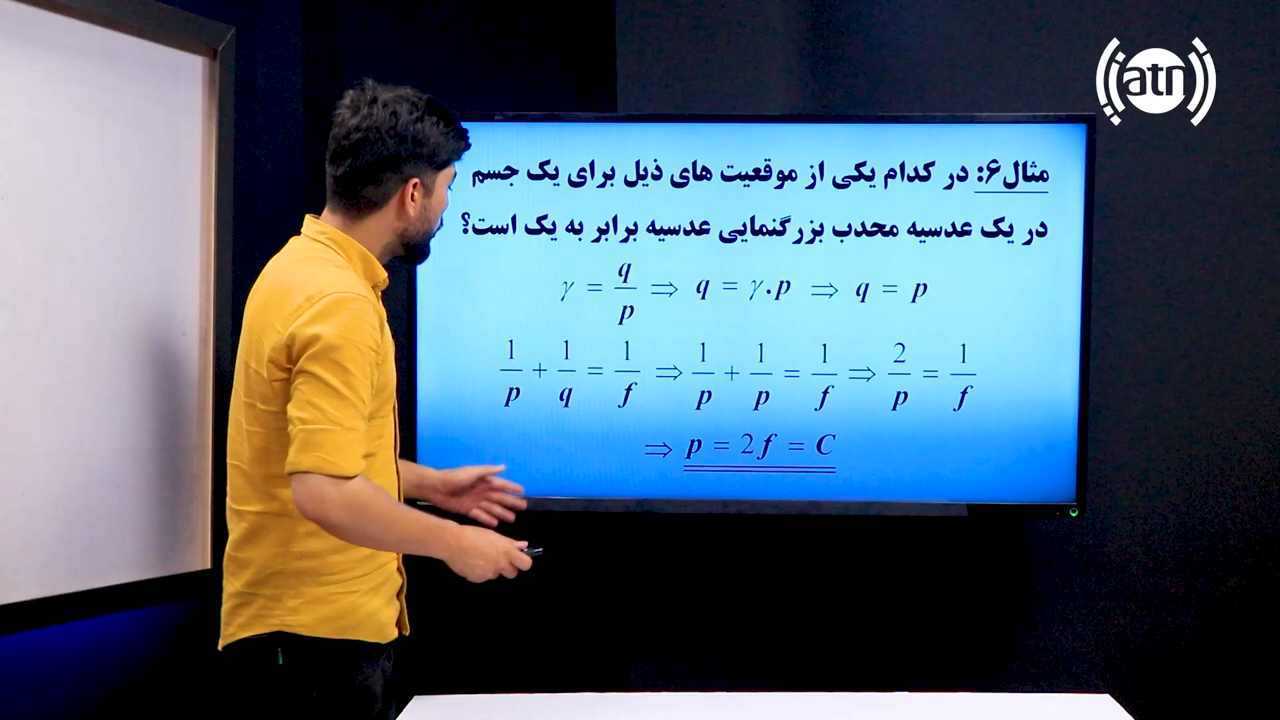 atn
مثال۶: در کدام یکی از موقعیت های ذیل برای یک جسم
در یک عدسیه محدب بزرگنمایی عدسیه برابر به یک است؟
γ = q/p ⇒ q = γ.p ⇒ q = p
1/p + 1/q = 1/f ⇒ 1/p + 1/p = 1/f ⇒ 2/p = 1/f
⇒ p = 2f = C